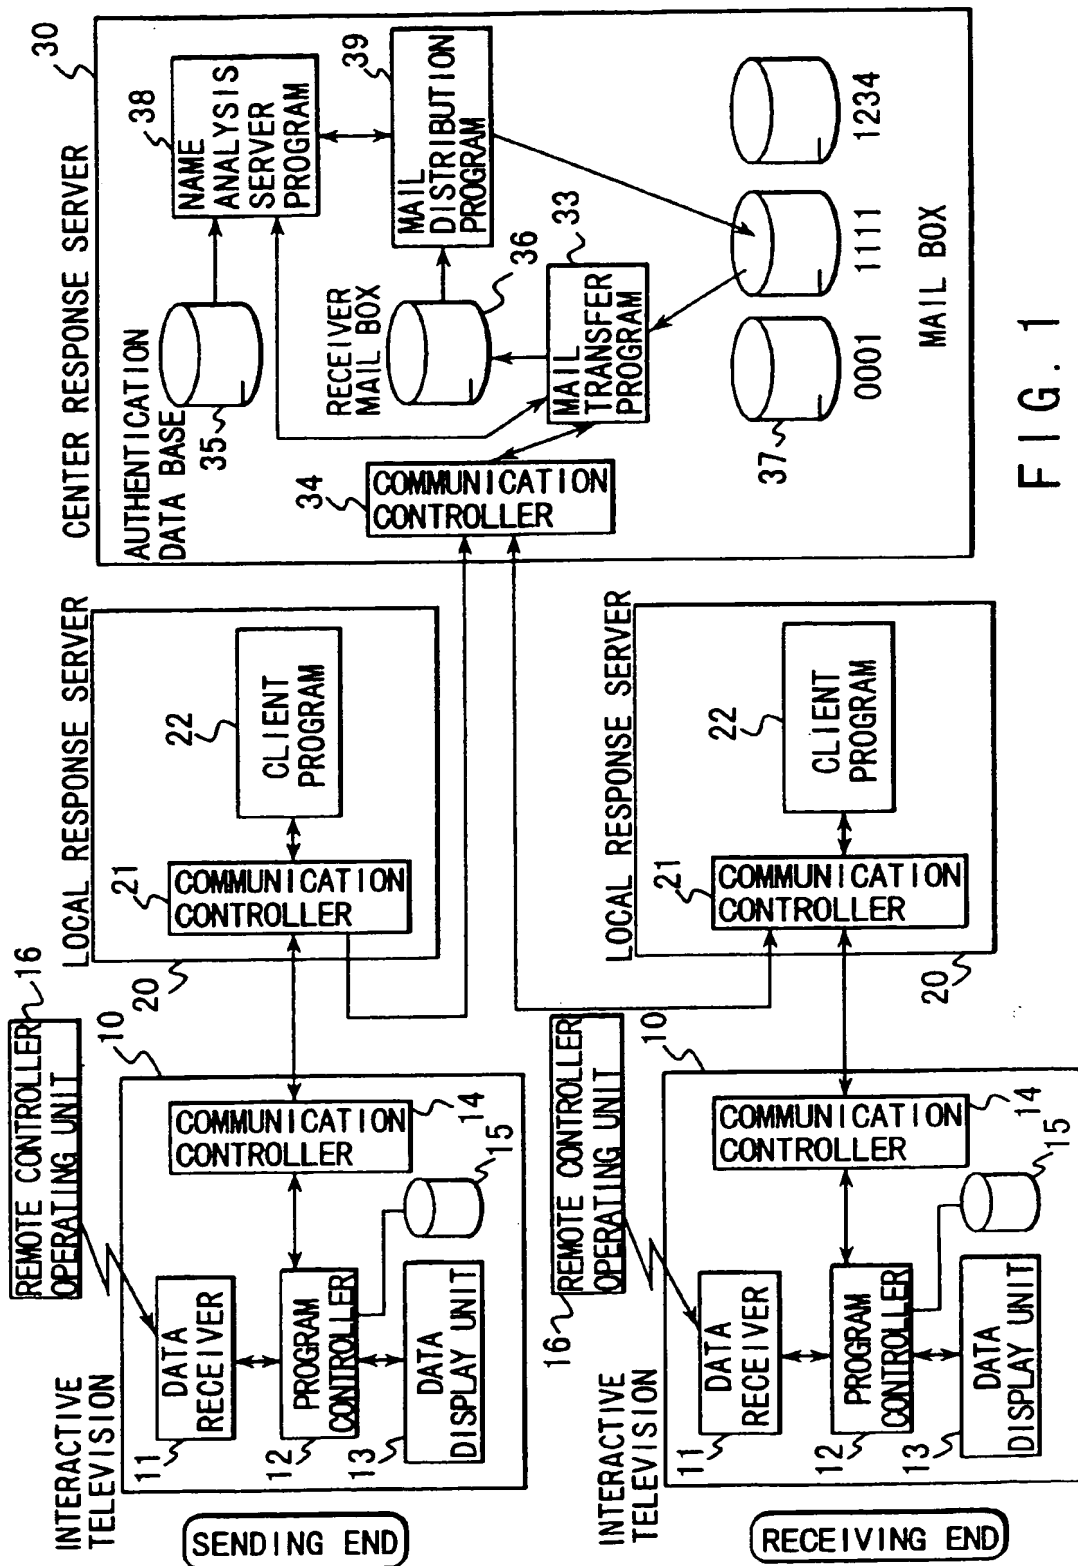 SENDING END
INTERACTIVE
TELEVISION
10
REMOTE CONTROLLER
OPERATING UNIT
16
DATA
RECEIVER
11
PROGRAM
CONTROLLER
12
DATA
DISPLAY UNIT
13
COMMUNICATION
CONTROLLER
14
15
LOCAL RESPONSE SERVER
20
COMMUNICATION
CONTROLLER
21
CLIENT
PROGRAM
22
CENTER RESPONSE SERVER
30
AUTHENTICATION
DATA BASE
35
NAME
ANALYSIS
SERVER
PROGRAM
38
RECEIVER
MAIL BOX
36
MAIL
DISTRIBUTION
PROGRAM
39
COMMUNICATION
CONTROLLER
34
MAIL
TRANSFER
PROGRAM
33
37
0001
1111
1234
MAIL BOX
RECEIVING END
INTERACTIVE
TELEVISION
10
REMOTE CONTROLLER
OPERATING UNIT
16
DATA
RECEIVER
11
PROGRAM
CONTROLLER
12
DATA
DISPLAY UNIT
13
COMMUNICATION
CONTROLLER
14
15
LOCAL RESPONSE SERVER
20
COMMUNICATION
CONTROLLER
21
CLIENT
PROGRAM
22
FIG. 1